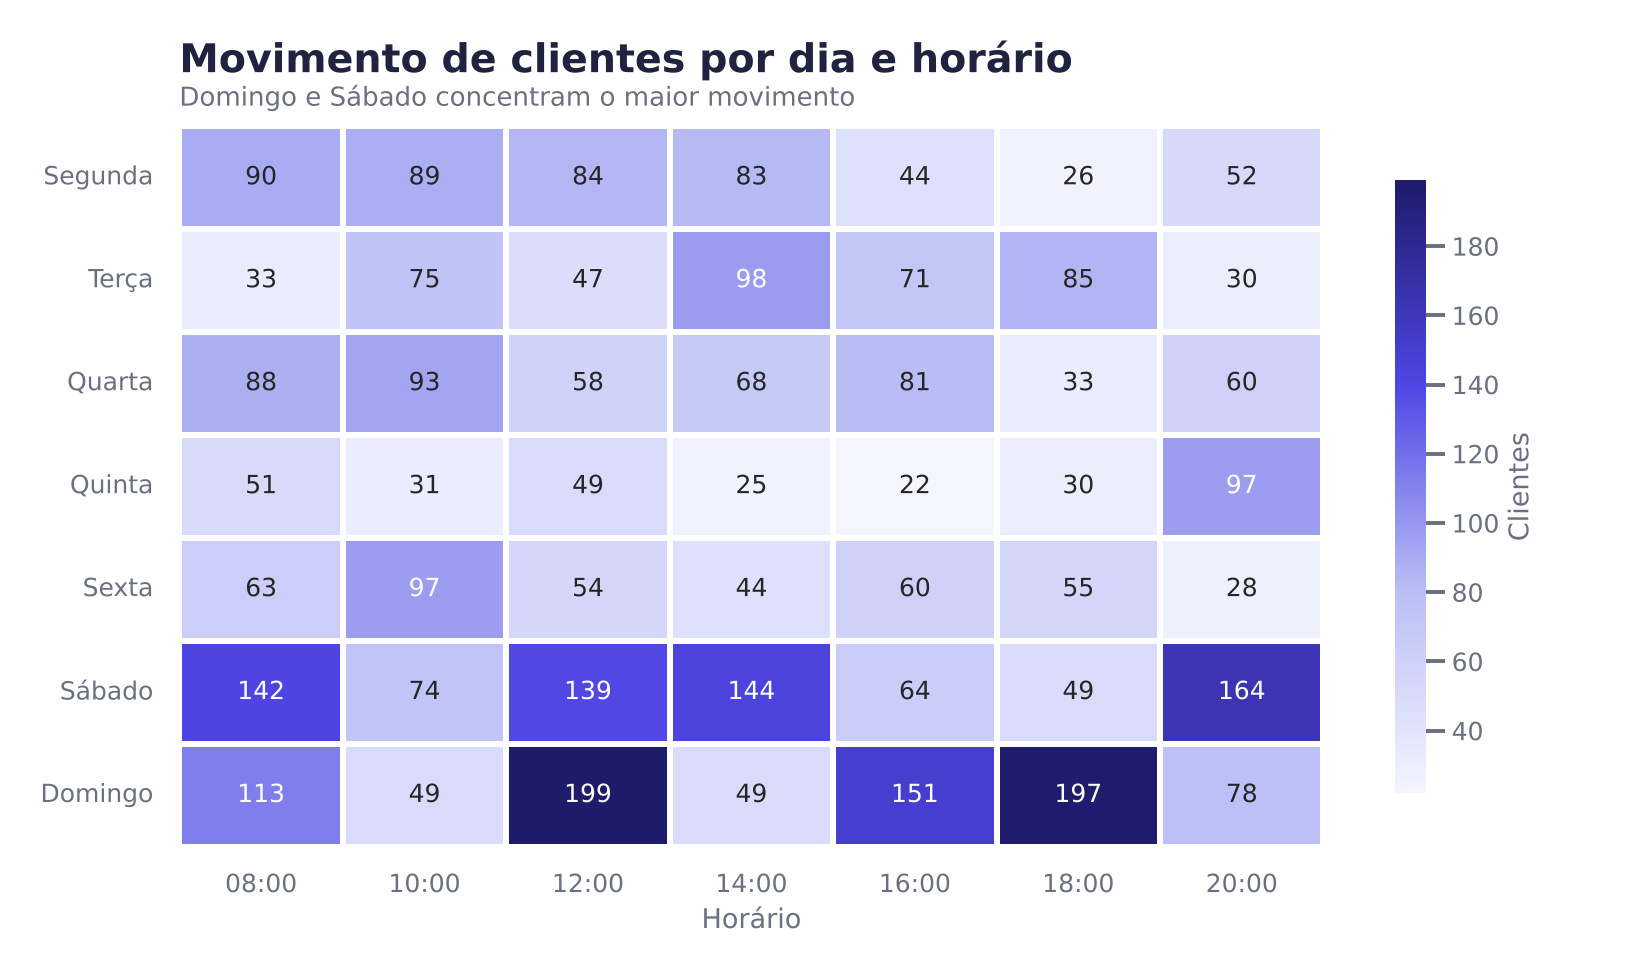 Movimento de clientes por dia e horário
Domingo e Sábado concentram o maior movimento
Segunda 90 89 84 83 44 26 52
Terça 33 75 47 98 71 85 30
Quarta 88 93 58 68 81 33 60
Quinta 51 31 49 25 22 30 97
Sexta 63 97 54 44 60 55 28
Sábado 142 74 139 144 64 49 164
Domingo 113 49 199 49 151 197 78
08:00 10:00 12:00 14:00 16:00 18:00 20:00
Horário
180
160
140
120
100
80
60
40
Clientes